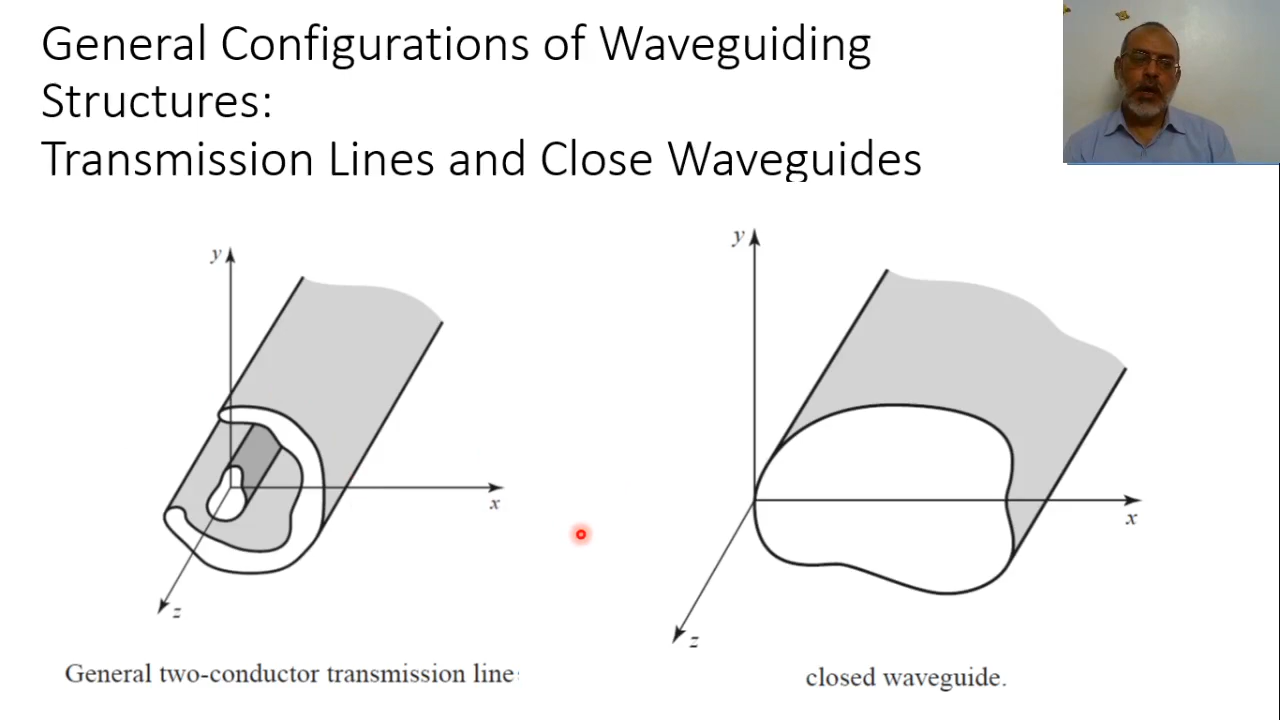 General Configurations of Waveguiding
Structures:
Transmission Lines and Close Waveguides
y
x
z
General two-conductor transmission line
y
x
z
closed waveguide.